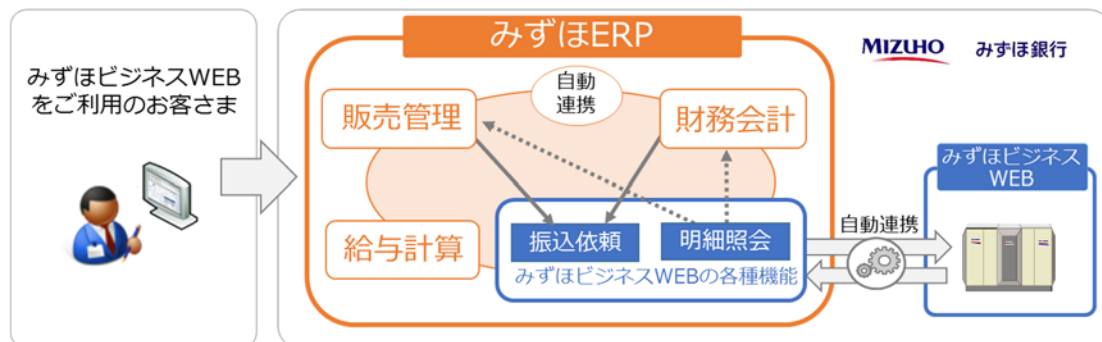 みずほビジネスWEB
をご利用のお客さま
みずほERP
MIZUHO みずほ銀行
自動
連携
販売管理
財務会計
給与計算
振込依頼
明細照会
みずほビジネスWEBの各種機能
自動連携
みずほビジネス
WEB